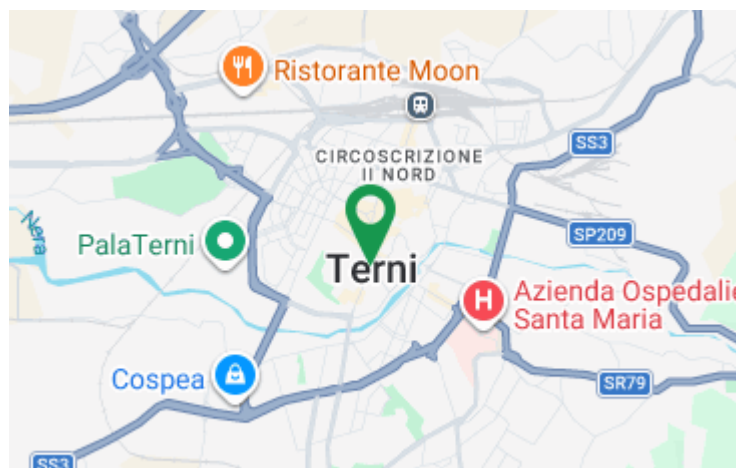 Ristorante Moon
CIRCOSCRIZIONE
II NORD
SS3
Nera
PalaTerni
Terni
SP209
H
Azienda Ospedalie
Santa Maria
Cospea
SR79
SS3